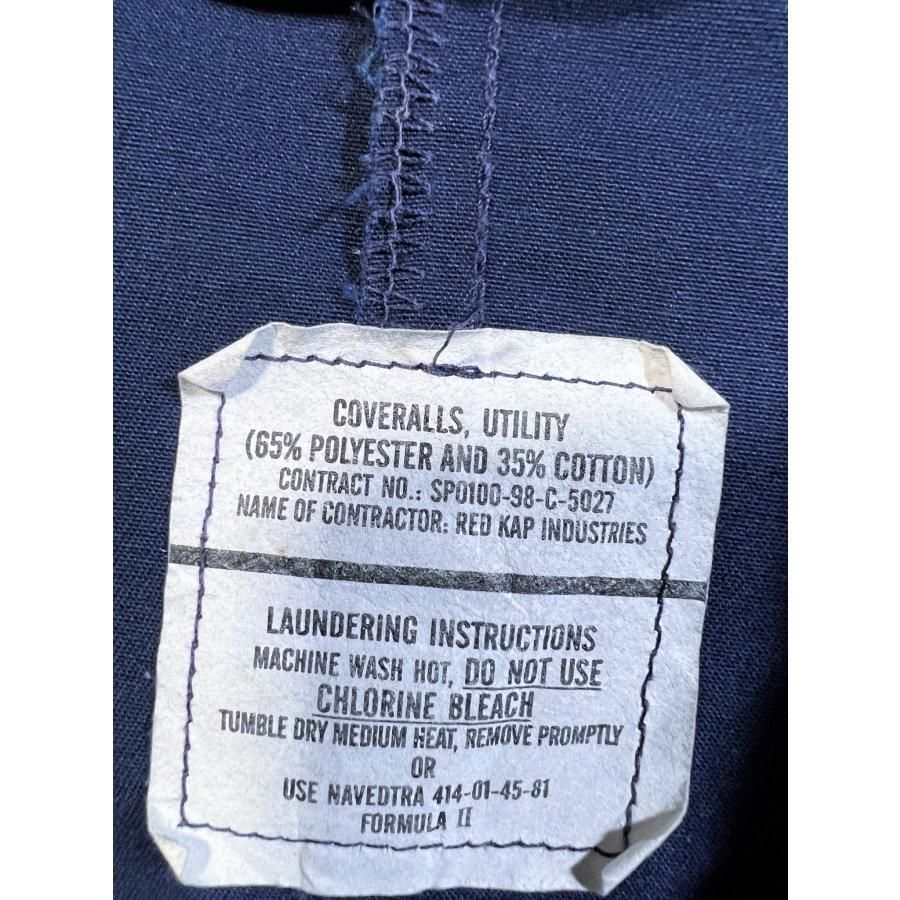 COVERALLS, UTILITY
(65% POLYESTER AND 35% COTTON)
CONTRACT NO.: SPO100-98-C-5027
NAME OF CONTRACTOR: RED KAP INDUSTRIES
LAUNDERING INSTRUCTIONS
MACHINE WASH HOT, DO NOT USE
CHLORINE BLEACH
TUMBLE DRY MEDIUM HEAT, REMOVE PROMPTLY
OR
USE NAVEDTRA 414-01-45-81
FORMULA II